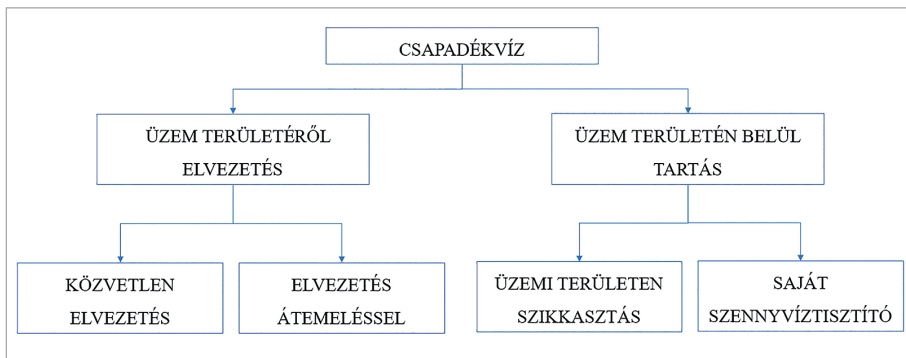 CSAPADÉKVÍZ
ÜZEM TERÜLETÉRŐL
ELVEZETÉS
ÜZEM TERÜLETÉN BELÜL
TARTÁS
KÖZVETLEN
ELVEZETÉS
ELVEZETÉS
ÁTEMELÉSSEL
ÜZEMI TERÜLETEN
SZIKKASZTÁS
SAJÁT
SZENNYVÍZTISZTÍTÓ